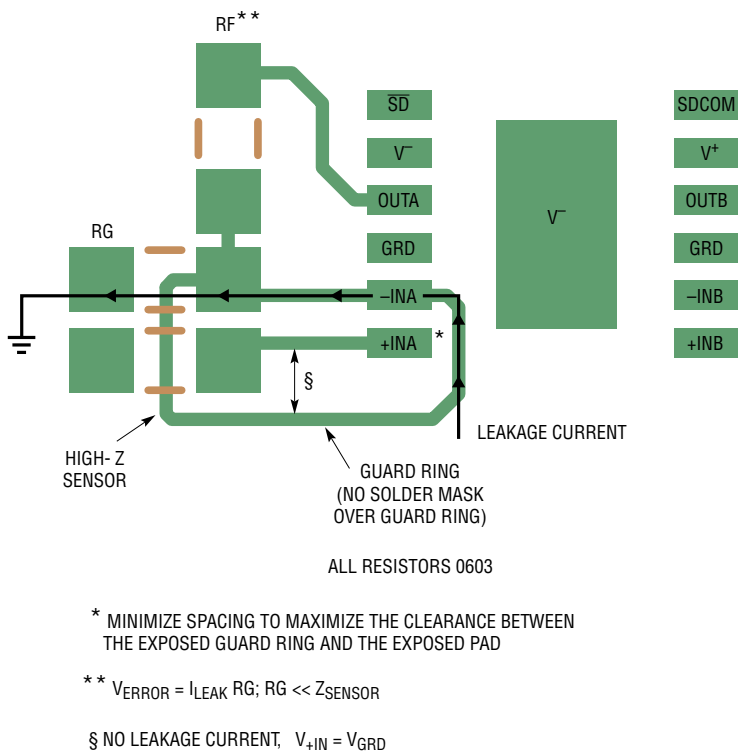 RF**
SD
V–
OUTA
GRD
–INA
+INA *
V–
SDCOM
V+
OUTB
GRD
–INB
+INB
RG
§
LEAKAGE CURRENT
HIGH- Z
SENSOR
GUARD RING
(NO SOLDER MASK
OVER GUARD RING)
ALL RESISTORS 0603
* MINIMIZE SPACING TO MAXIMIZE THE CLEARANCE BETWEEN
THE EXPOSED GUARD RING AND THE EXPOSED PAD
** VERROR = ILEAK RG; RG << ZSENSOR
§ NO LEAKAGE CURRENT, V+IN = VGRD